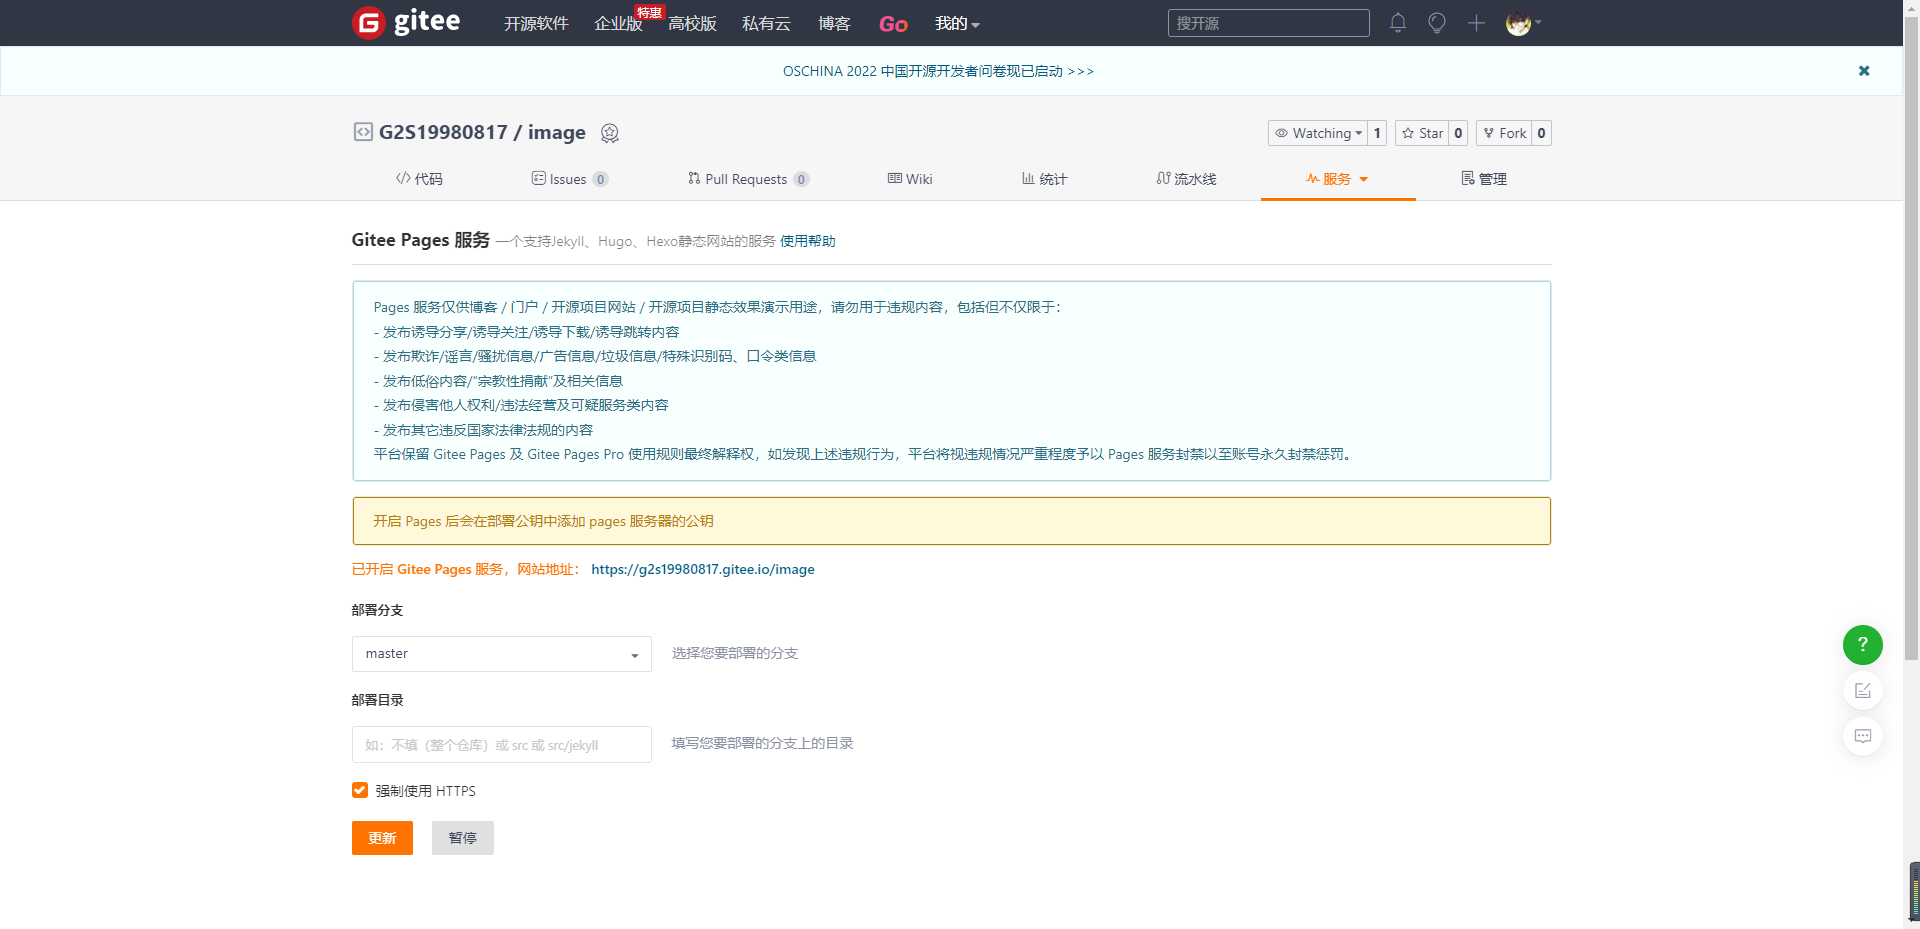 gitee 开源软件 企业版 特惠 高校版 私有云 博客 Go 我的 搜开源
OSCHINA 2022 中国开源开发者问卷现已启动 >>>
G2S19980817 / image Watching 1 Star 0 Fork 0
代码 Issues 0 Pull Requests 0 Wiki 统计 流水线 服务 管理
Gitee Pages 服务 一个支持Jekyll、Hugo、Hexo静态网站的服务 使用帮助
Pages 服务仅供博客 / 门户 / 开源项目网站 / 开源项目静态效果演示用途，请勿用于违规内容，包括但不仅限于：
- 发布诱导分享/诱导关注/诱导下载/诱导跳转内容
- 发布欺诈/谣言/骚扰信息/广告信息/垃圾信息/特殊识别码、口令类信息
- 发布低俗内容/“宗教性捐献”及相关信息
- 发布侵害他人权利/违法经营及可疑服务类内容
- 发布其它违反国家法律法规的内容
平台保留 Gitee Pages 及 Gitee Pages Pro 使用规则最终解释权，如发现上述违规行为，平台将视违规情况严重程度予以 Pages 服务封禁以至账号永久封禁惩罚。
开启 Pages 后会在部署公钥中添加 pages 服务器的公钥
已开启 Gitee Pages 服务，网站地址： https://g2s19980817.gitee.io/image
部署分支
master 选择您要部署的分支
部署目录
如：不填（整个仓库）或 src 或 src/jekyll 填写您要部署的分支上的目录
强制使用 HTTPS
更新 暂停
?